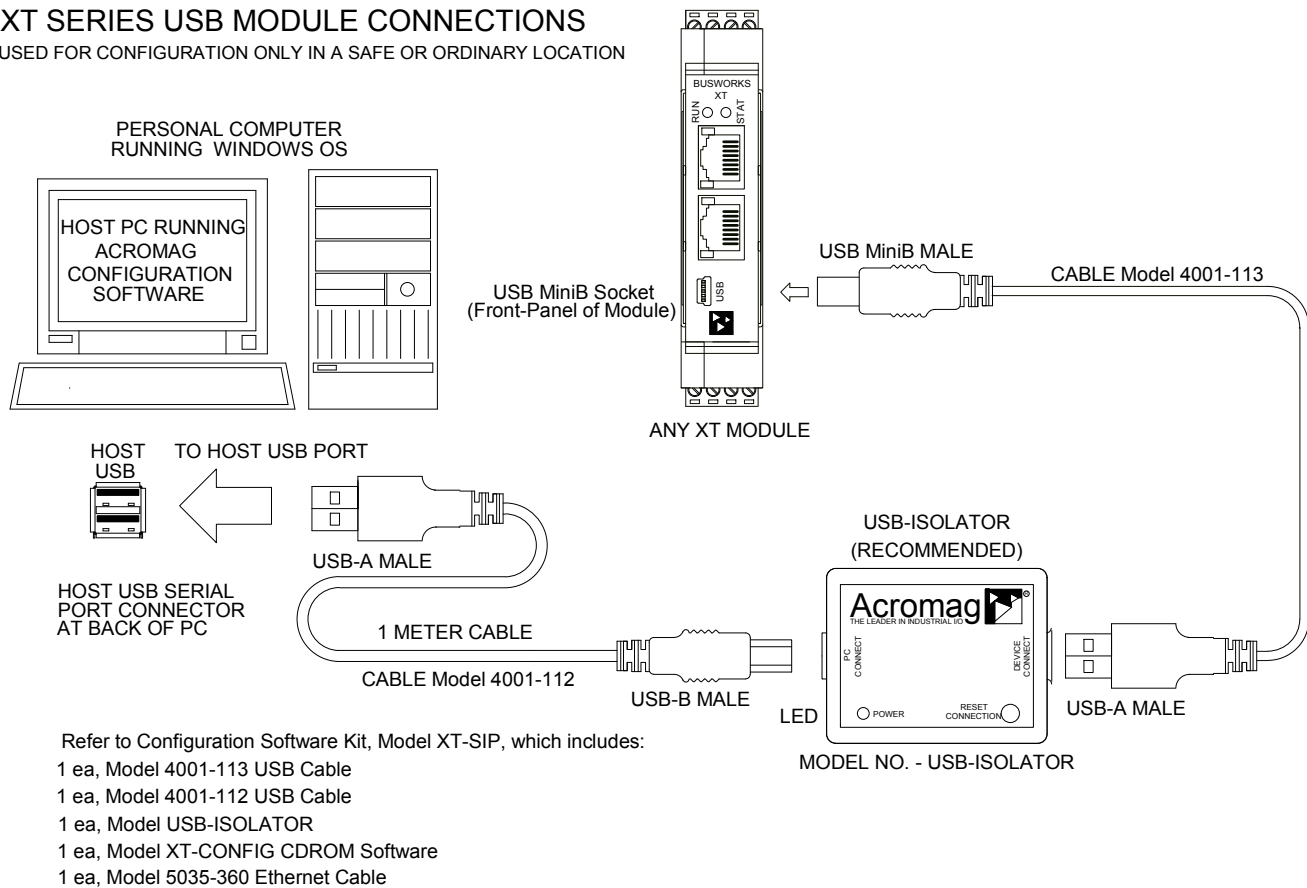 XT SERIES USB MODULE CONNECTIONS
USED FOR CONFIGURATION ONLY IN A SAFE OR ORDINARY LOCATION
PERSONAL COMPUTER
RUNNING WINDOWS OS
HOST PC RUNNING
ACROMAG
CONFIGURATION
SOFTWARE
BUSWORKS
XT
RUN
STAT
USB
USB MiniB Socket
(Front-Panel of Module)
USB MiniB MALE
CABLE Model 4001-113
ANY XT MODULE
HOST
USB
TO HOST USB PORT
USB-A MALE
HOST USB SERIAL
PORT CONNECTOR
AT BACK OF PC
1 METER CABLE
CABLE Model 4001-112
USB-B MALE
USB-ISOLATOR
(RECOMMENDED)
Acromag ®
THE LEADER IN INDUSTRIAL I/O
PC
CONNECT
DEVICE
CONNECT
LED
POWER
RESET
CONNECTION
USB-A MALE
MODEL NO. - USB-ISOLATOR
Refer to Configuration Software Kit, Model XT-SIP, which includes:
1 ea, Model 4001-113 USB Cable
1 ea, Model 4001-112 USB Cable
1 ea, Model USB-ISOLATOR
1 ea, Model XT-CONFIG CDROM Software
1 ea, Model 5035-360 Ethernet Cable